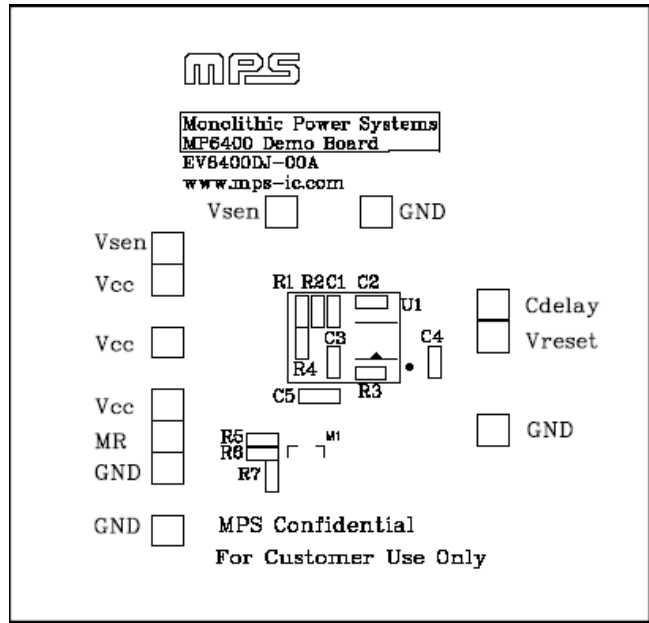 MPS
Monolithic Power Systems
MP6400 Demo Board
EV6400DJ-00A
www.mps-ic.com
Vsen GND
Vsen
Vcc
R1 R2 C1 C2
U1
Cdelay
Vcc
C3
C4
Vreset
R4
R3
C5
Vcc
MR
R5
M1
GND
R6
GND
R7
GND
MPS Confidential
For Customer Use Only